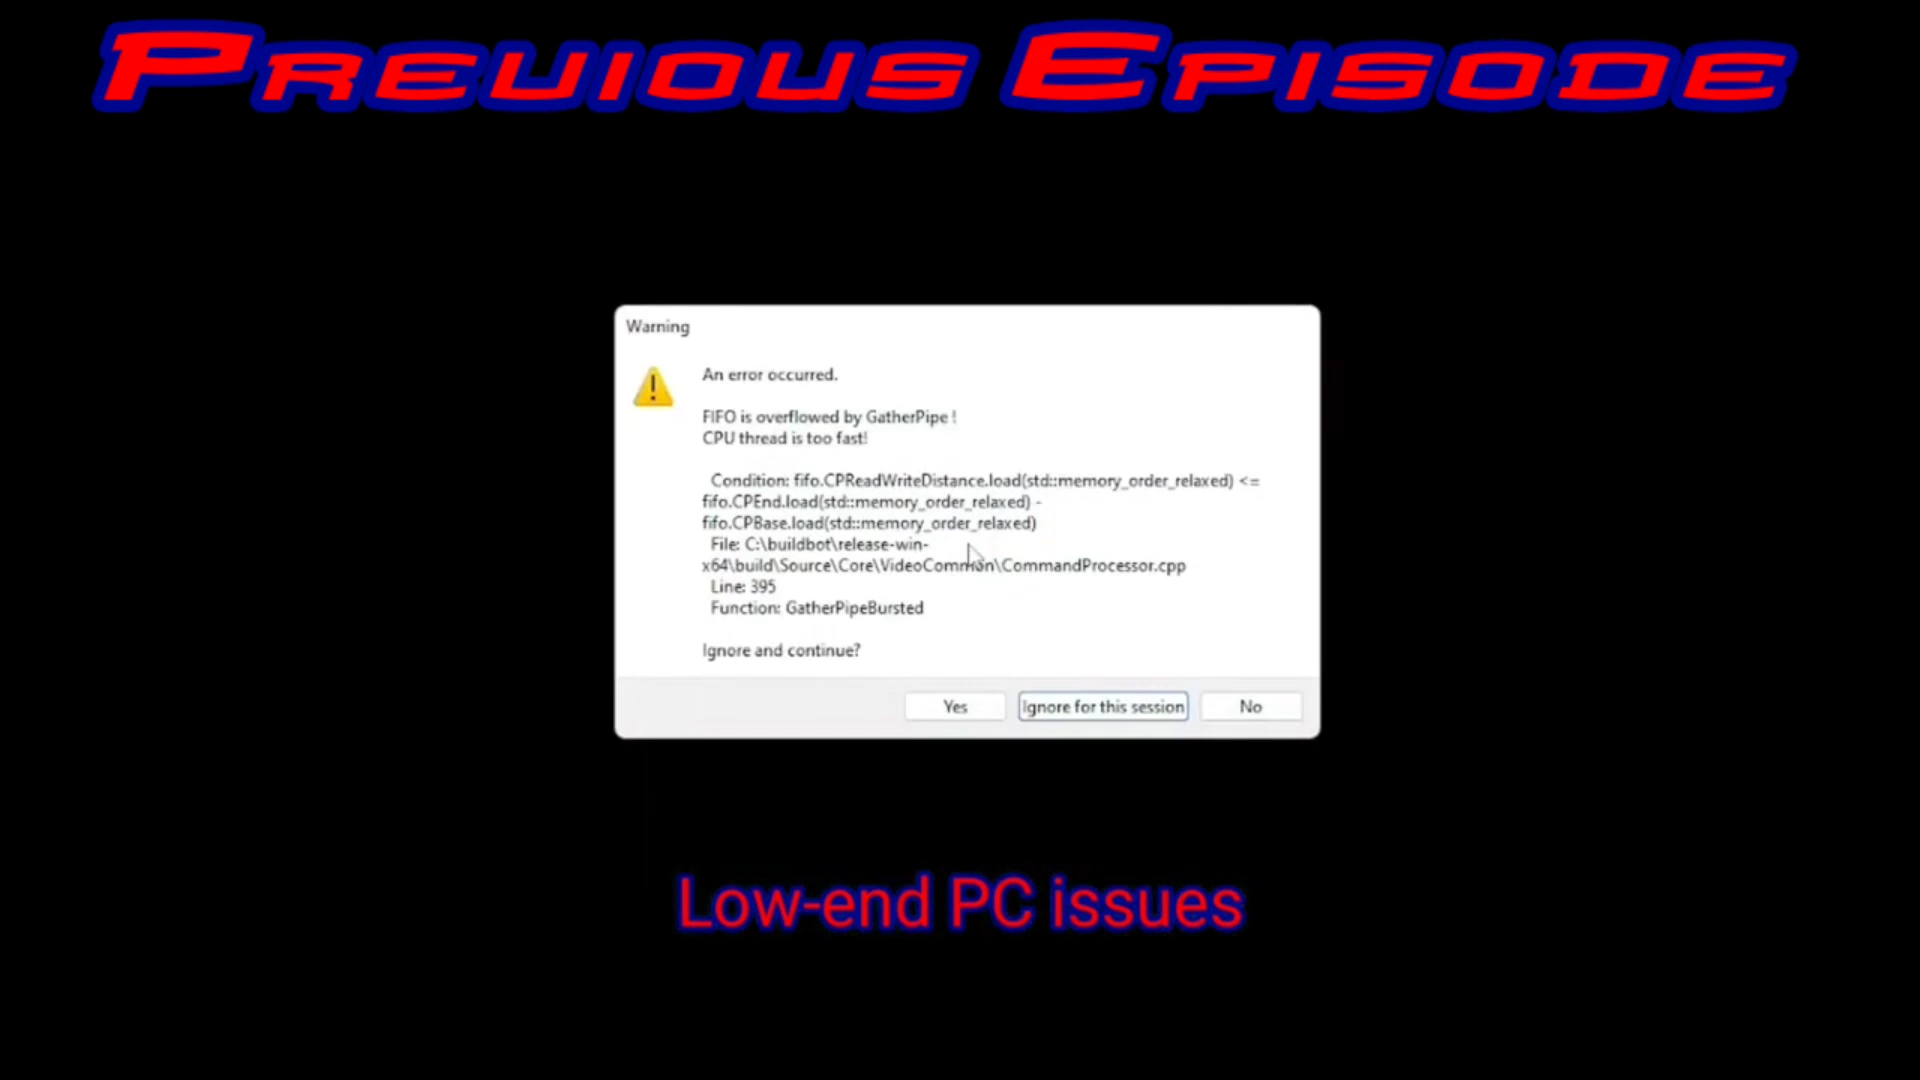 Previous Episode
Warning
An error occurred.
FIFO is overflowed by GatherPipe !
CPU thread is too fast!
Condition: fifo.CPReadWriteDistance.load(std::memory_order_relaxed) <=
fifo.CPEnd.load(std::memory_order_relaxed) -
fifo.CPBase.load(std::memory_order_relaxed)
File: C:\buildbot\release-win-
x64\build\Source\Core\VideoCommon\CommandProcessor.cpp
Line: 395
Function: GatherPipeBursted
Ignore and continue?
Yes Ignore for this session No
Low-end PC issues